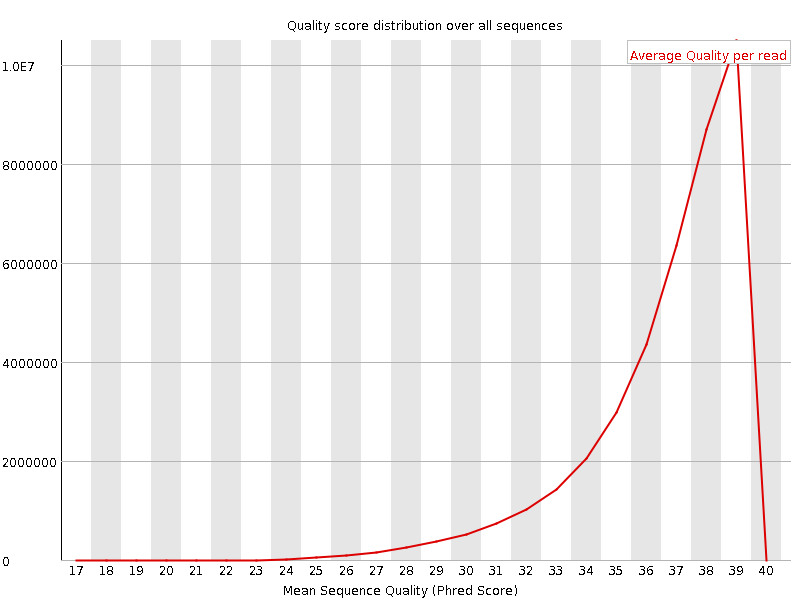 Quality score distribution over all sequences
Average Quality per read
1.0E7
8000000
6000000
4000000
2000000
0
17 18 19 20 21 22 23 24 25 26 27 28 29 30 31 32 33 34 35 36 37 38 39 40
Mean Sequence Quality (Phred Score)